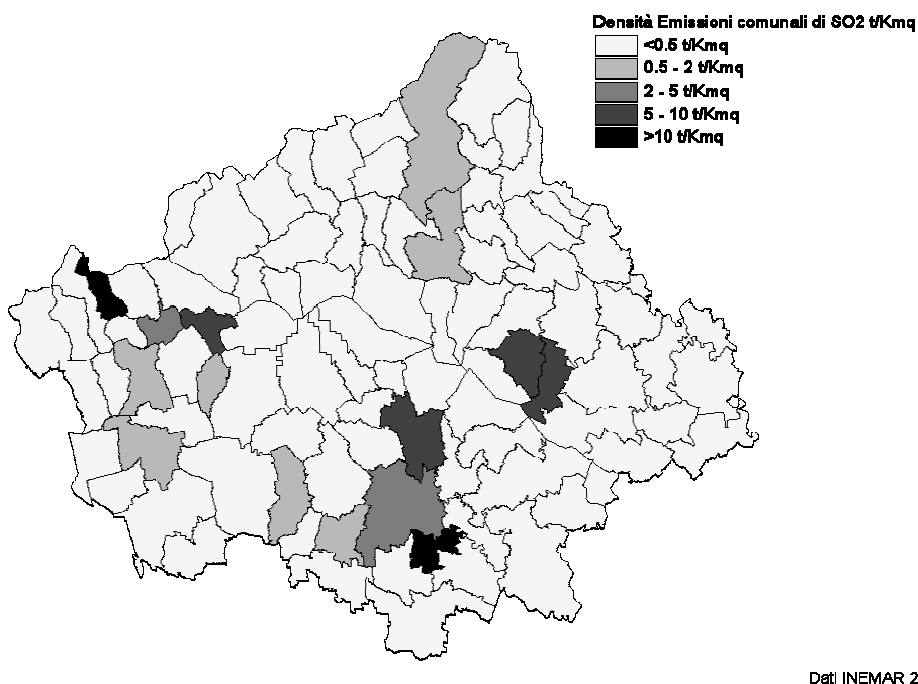 Densità Emissioni comunali di SO2 t/Kmq
<0.5 t/Kmq
0.5 - 2 t/Kmq
2 - 5 t/Kmq
5 - 10 t/Kmq
>10 t/Kmq
Dati INEMAR 2